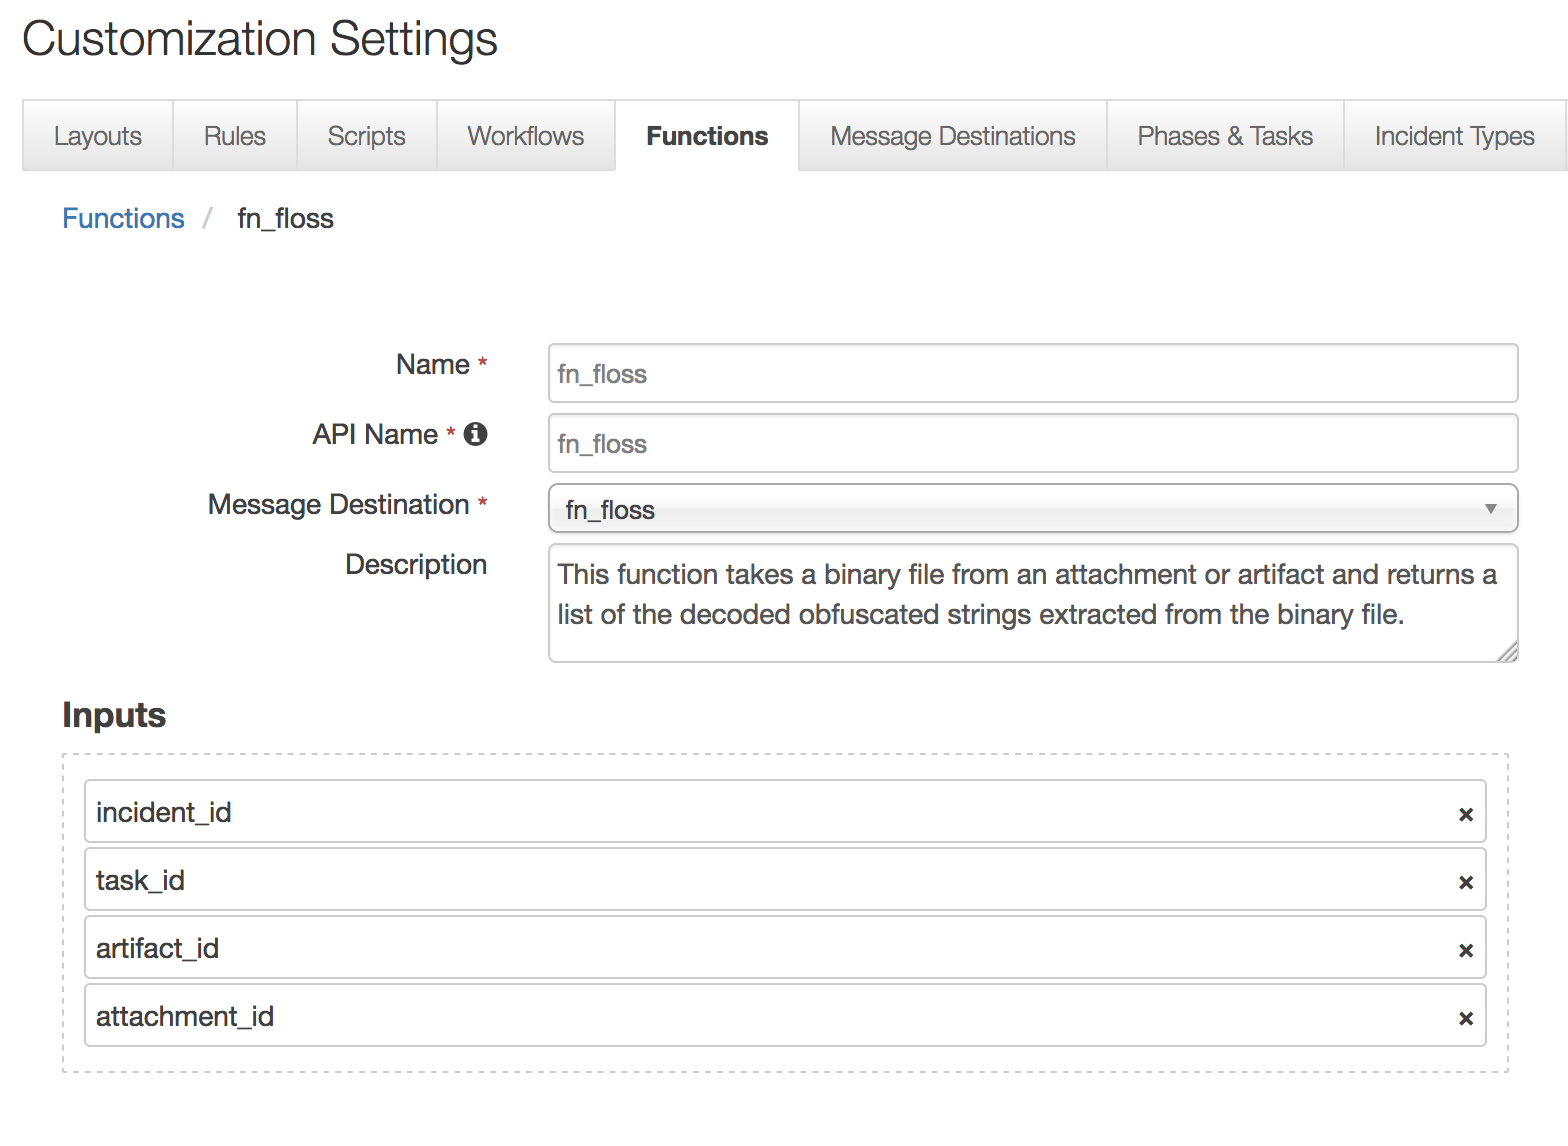 Customization Settings
Layouts Rules Scripts Workflows Functions Message Destinations Phases & Tasks Incident Types
Functions / fn_floss
Name * fn_floss
API Name * fn_floss
Message Destination * fn_floss
Description This function takes a binary file from an attachment or artifact and returns a
list of the decoded obfuscated strings extracted from the binary file.
Inputs
incident_id
task_id
artifact_id
attachment_id